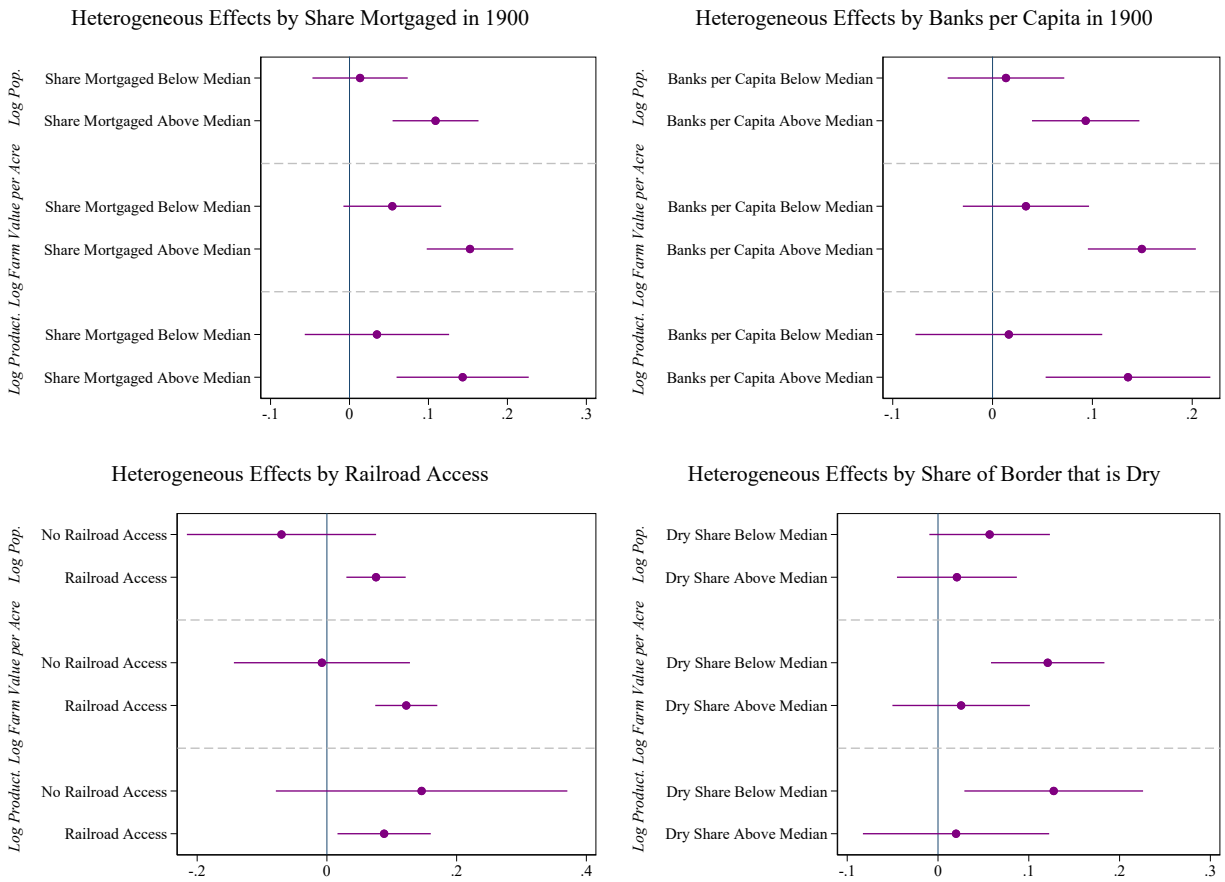 Heterogeneous Effects by Share Mortgaged in 1900
Log Pop.
Share Mortgaged Below Median
Share Mortgaged Above Median
Log Farm Value per Acre
Share Mortgaged Below Median
Share Mortgaged Above Median
Log Product.
Share Mortgaged Below Median
Share Mortgaged Above Median
-.1 0 .1 .2 .3
Heterogeneous Effects by Banks per Capita in 1900
Log Pop.
Banks per Capita Below Median
Banks per Capita Above Median
Log Farm Value per Acre
Banks per Capita Below Median
Banks per Capita Above Median
Log Product.
Banks per Capita Below Median
Banks per Capita Above Median
-.1 0 .1 .2
Heterogeneous Effects by Railroad Access
Log Pop.
No Railroad Access
Railroad Access
Log Farm Value per Acre
No Railroad Access
Railroad Access
Log Product.
No Railroad Access
Railroad Access
-.2 0 .2 .4
Heterogeneous Effects by Share of Border that is Dry
Log Pop.
Dry Share Below Median
Dry Share Above Median
Log Farm Value per Acre
Dry Share Below Median
Dry Share Above Median
Log Product.
Dry Share Below Median
Dry Share Above Median
-.1 0 .1 .2 .3